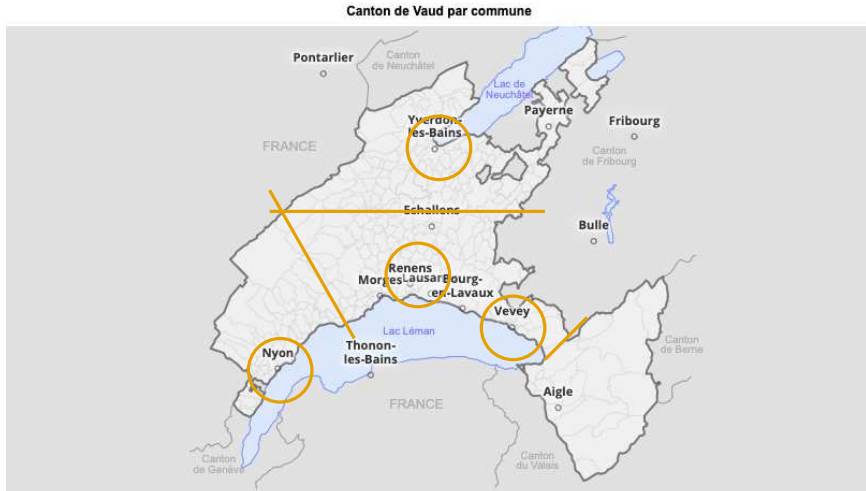 Canton de Vaud par commune
Pontarlier
Canton
de Neuchâtel
Lac de
Neuchâtel
Payerne
Fribourg
Yverdon-
les-Bains
FRANCE
Canton
de Fribourg
Echallens
Bulle
Renens
Morges
Bourg-
en-Lavaux
Vevey
Lac Léman
Nyon
Thonon-
les-Bains
Canton
de Berne
Aigle
FRANCE
Canton
de Genève
Canton
du Valais